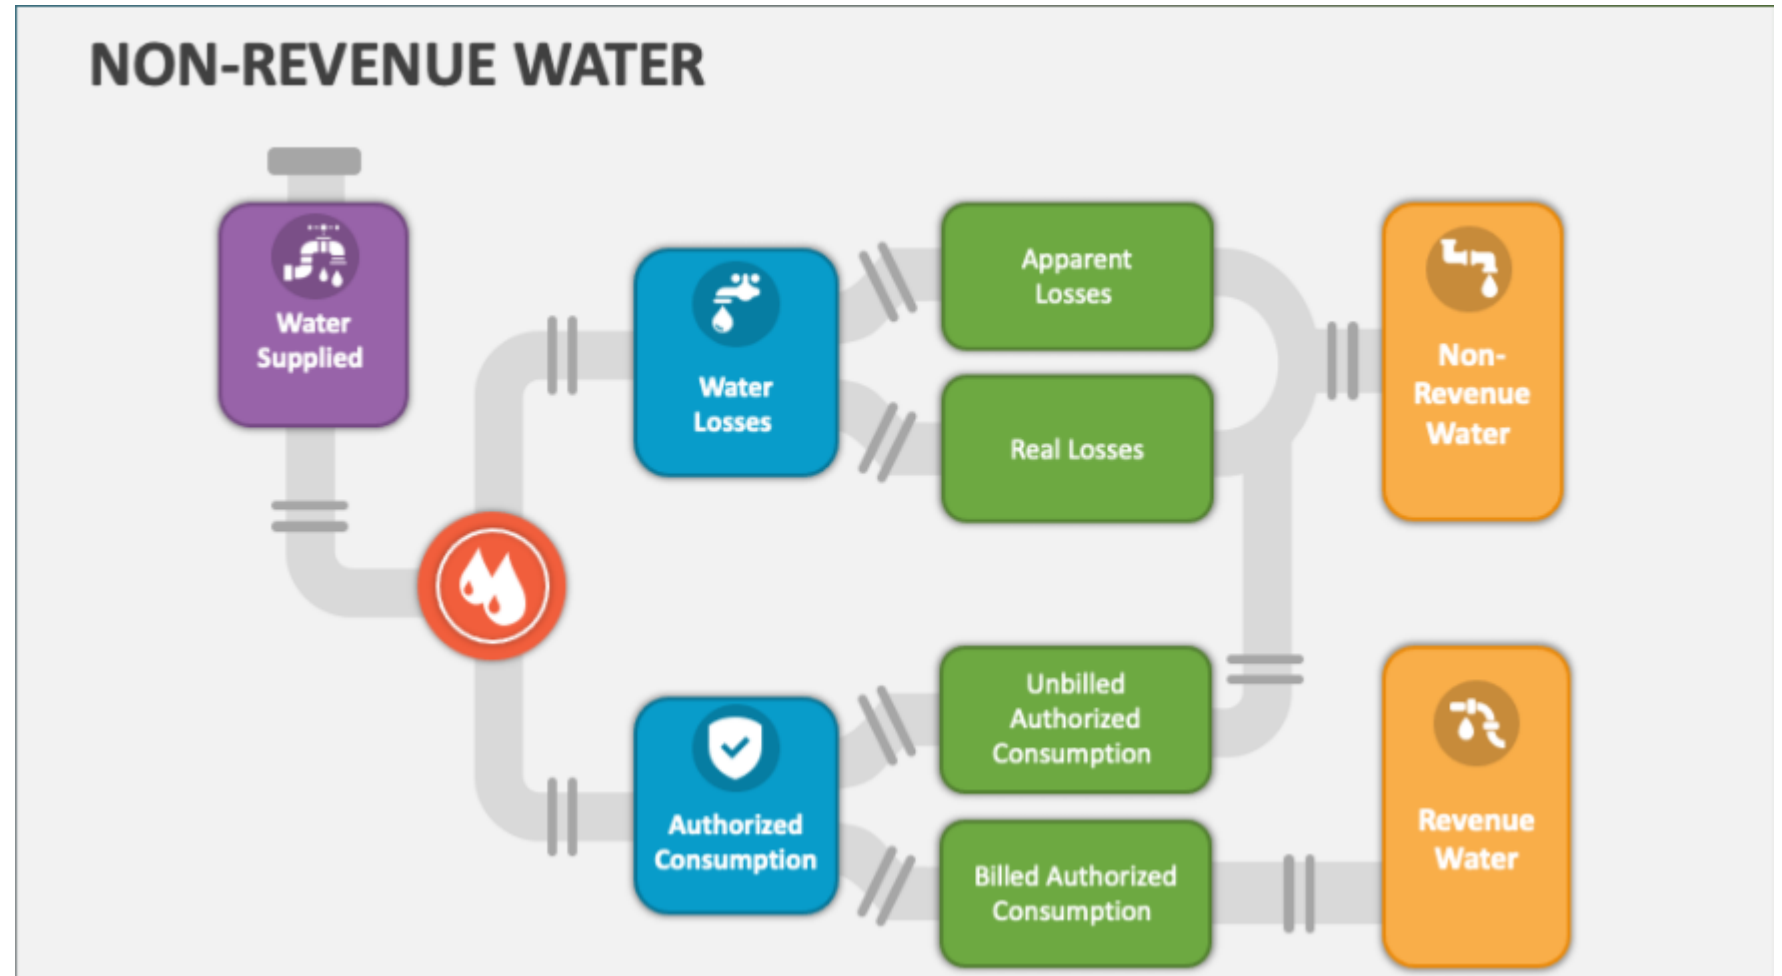 NON-REVENUE WATER
Water
Supplied
Water
Losses
Apparent
Losses
Real Losses
Non-
Revenue
Water
Authorized
Consumption
Unbilled
Authorized
Consumption
Billed Authorized
Consumption
Revenue
Water